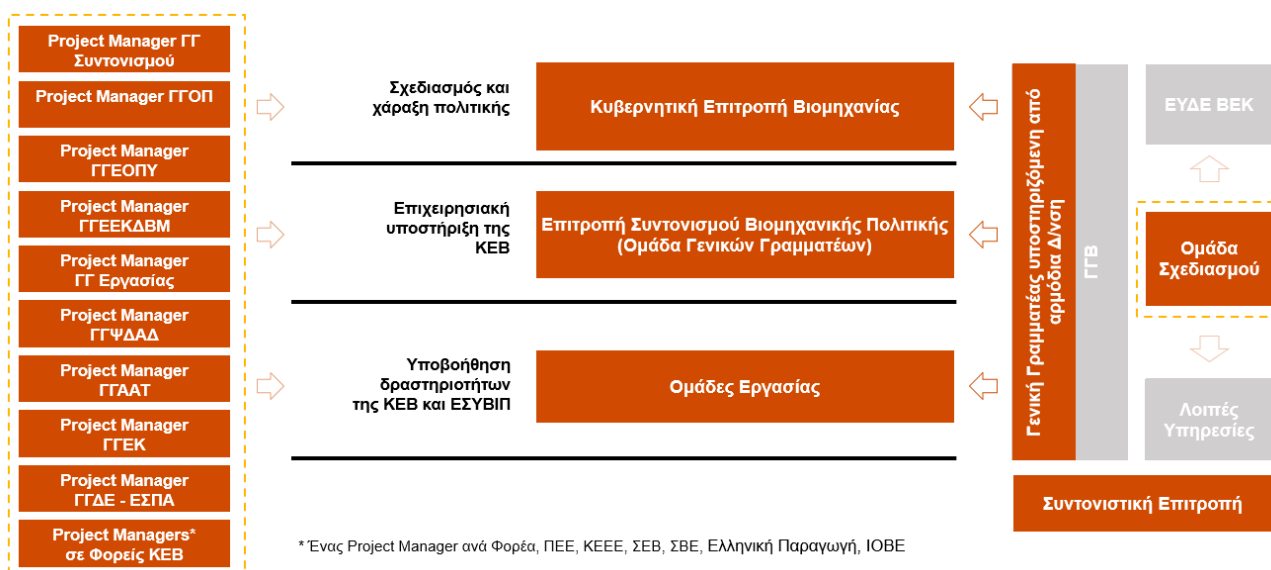 Project Manager ΓΓ
Συντονισμού
Project Manager ΓΓΟΠ
Project Manager
ΓΓΕΟΠΥ
Project Manager
ΓΓΕΕΚΔΒΜ
Project Manager
ΓΓ Εργασίας
Project Manager
ΓΓΨΔΑΔ
Project Manager
ΓΓΑΑΤ
Project Manager
ΓΓΕΚ
Project Manager
ΓΓΔΕ - ΕΣΠΑ
Project Managers*
σε Φορείς ΚΕΒ
Σχεδιασμός και
χάραξη πολιτικής
Κυβερνητική Επιτροπή Βιομηχανίας
Επιχειρησιακή
υποστήριξη της
ΚΕΒ
Επιτροπή Συντονισμού Βιομηχανικής Πολιτικής
(Ομάδα Γενικών Γραμματέων)
Υποβοήθηση
δραστηριοτήτων
της ΚΕΒ και ΕΣΥΒΙΠ
Ομάδες Εργασίας
* Ένας Project Manager ανά Φορέα, ΠΕΕ, ΚΕΕΕ, ΣΕΒ, ΣΒΕ, Ελληνική Παραγωγή, ΙΟΒΕ
Γενική Γραμματέας υποστηριζόμενη από
αρμόδια Δ/νση
ΓΓΒ
ΕΥΔΕ ΒΕΚ
Ομάδα
Σχεδιασμού
Λοιπές
Υπηρεσίες
Συντονιστική Επιτροπή